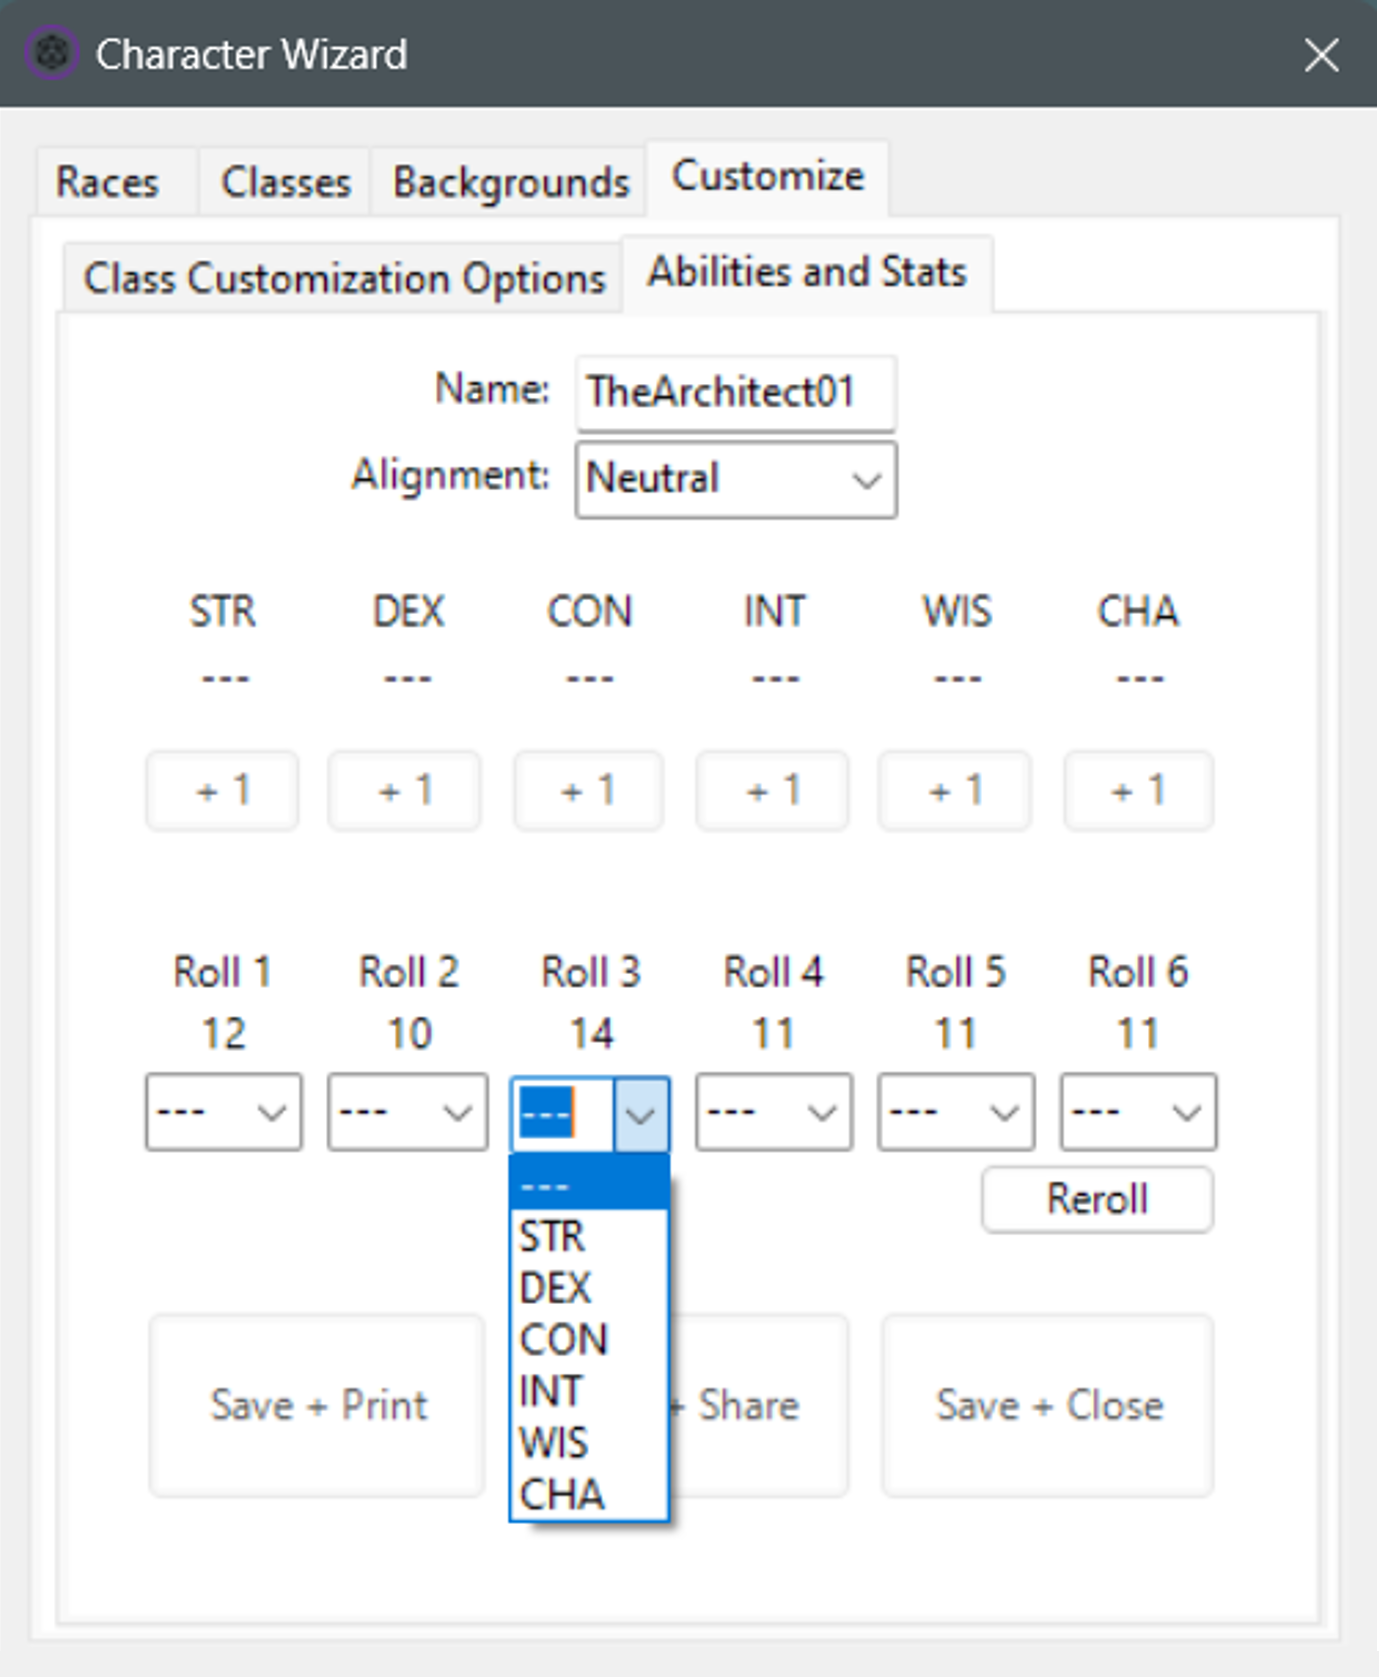 Character Wizard
Races Classes Backgrounds Customize
Class Customization Options Abilities and Stats
Name: TheArchitect01
Alignment: Neutral
STR DEX CON INT WIS CHA
--- --- --- --- --- ---
+ 1 + 1 + 1 + 1 + 1 + 1
Roll 1 Roll 2 Roll 3 Roll 4 Roll 5 Roll 6
12 10 14 11 11 11
--- --- --- --- --- ---
---
Reroll
STR
DEX
CON
INT
WIS
CHA
Save + Print + Share Save + Close